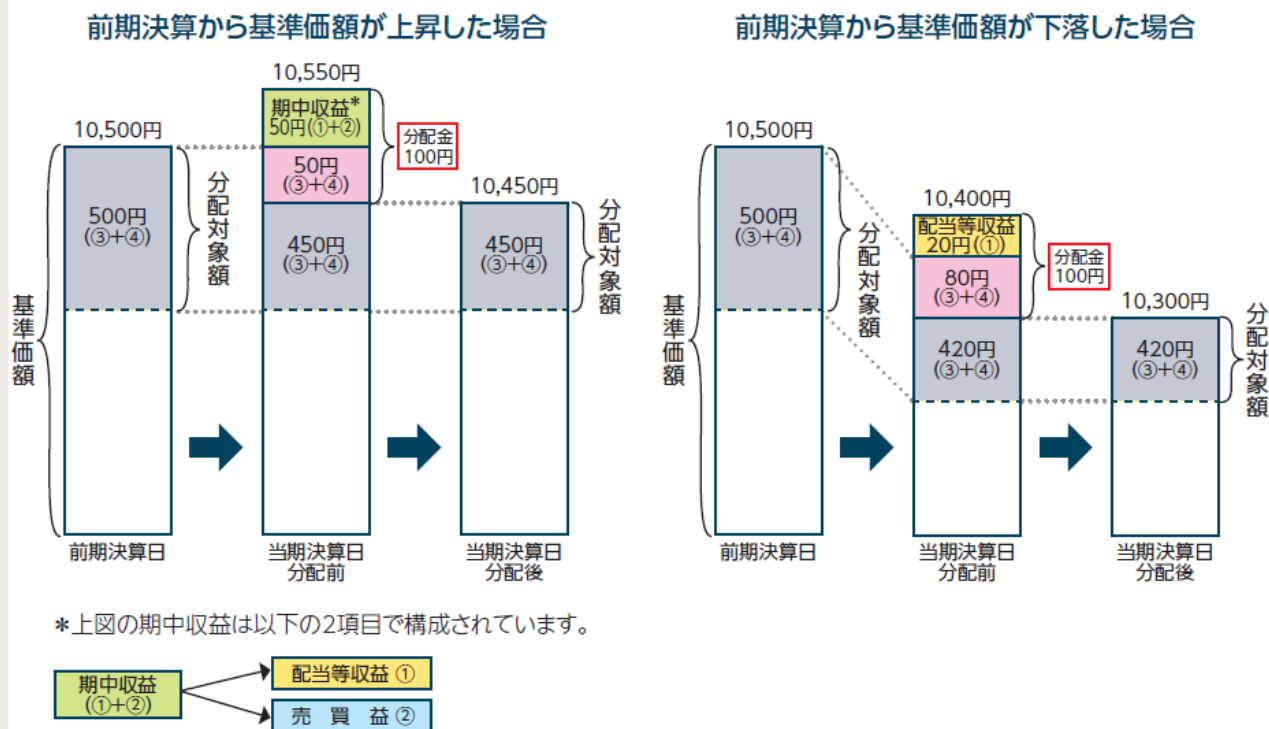 前期決算から基準価額が上昇した場合
10,500円
500円
(③+④)
分配対象額
基準価額
前期決算日
10,550円
期中収益*
50円(①+②)
50円
(③+④)
分配金
100円
450円
(③+④)
当期決算日
分配前
10,450円
450円
(③+④)
分配対象額
当期決算日
分配後
前期決算から基準価額が下落した場合
10,500円
500円
(③+④)
分配対象額
基準価額
前期決算日
10,400円
配当等収益
20円(①)
80円
(③+④)
分配金
100円
420円
(③+④)
当期決算日
分配前
10,300円
420円
(③+④)
分配対象額
当期決算日
分配後
*上図の期中収益は以下の2項目で構成されています。
期中収益
(①+②)
配当等収益 ①
売 買 益 ②